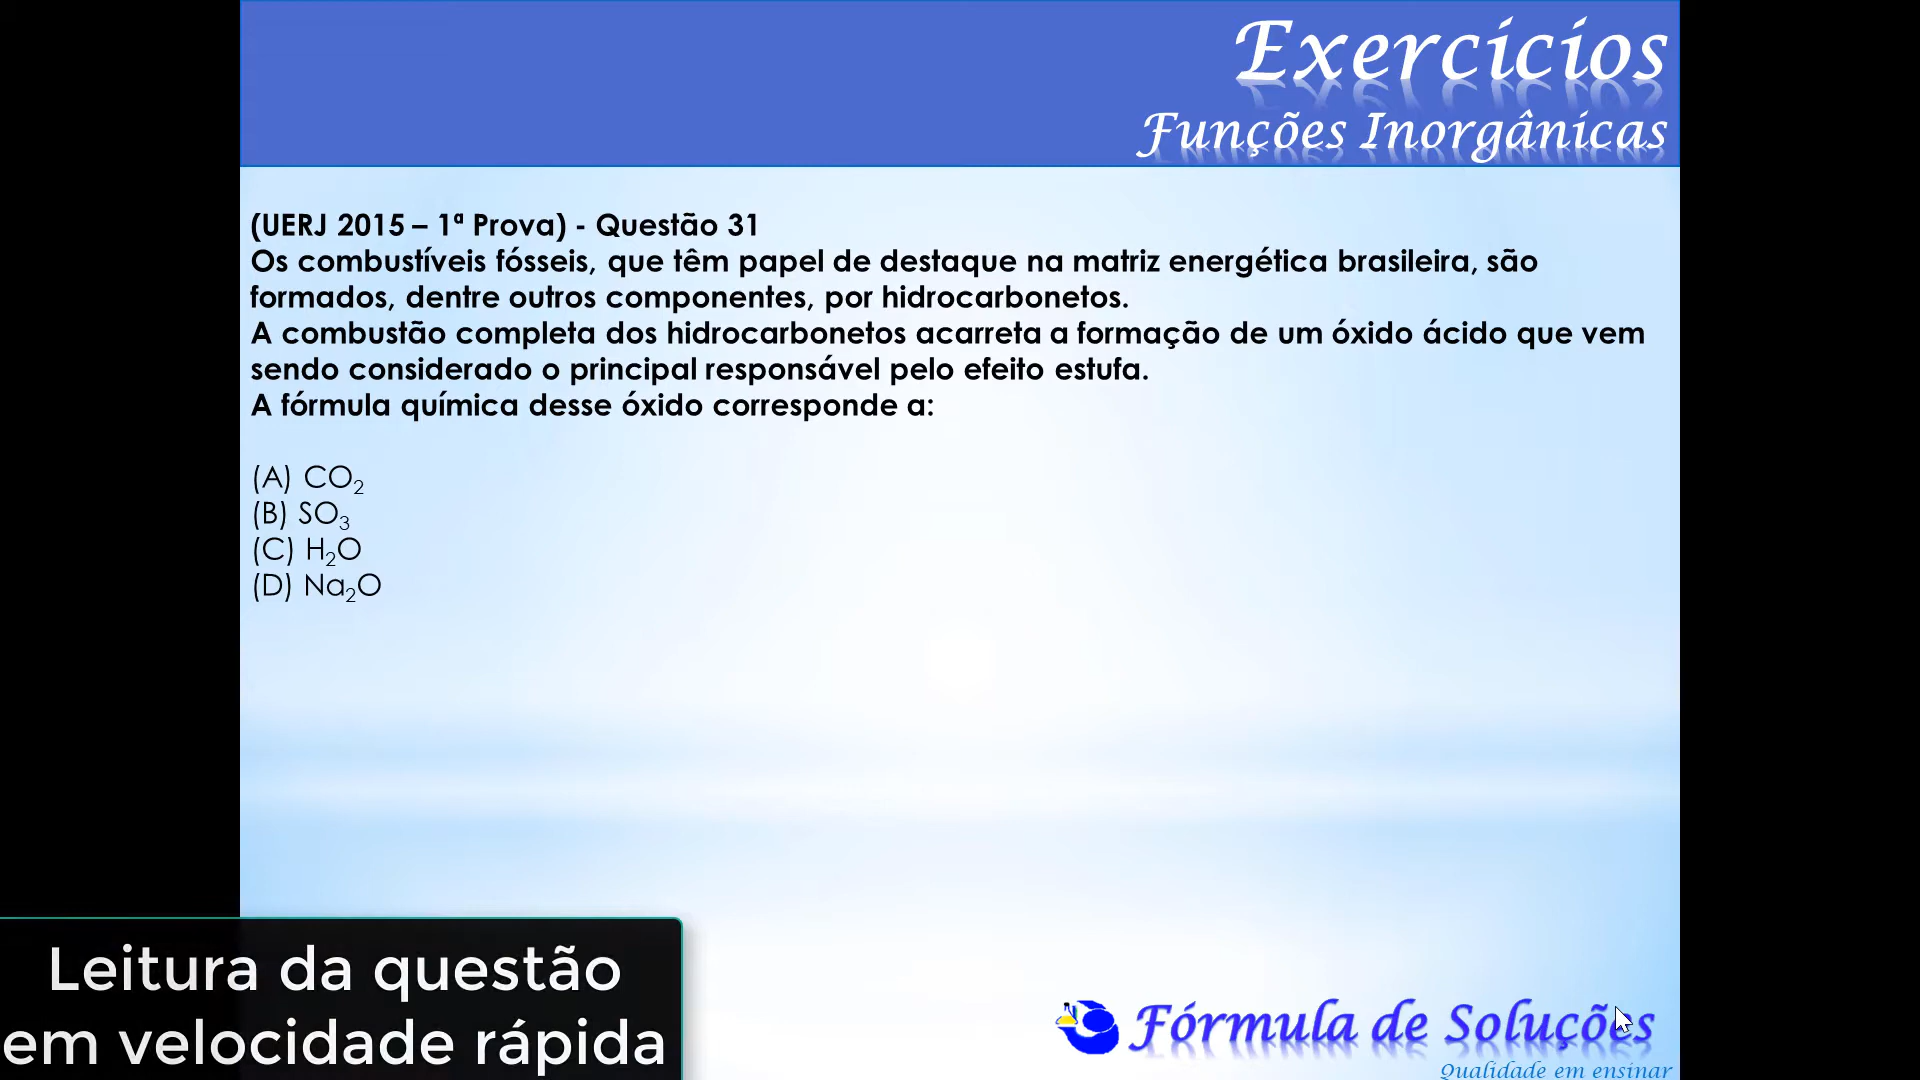 Exercícios
Funções Inorgânicas
(UERJ 2015 – 1ª Prova) - Questão 31
Os combustíveis fósseis, que têm papel de destaque na matriz energética brasileira, são
formados, dentre outros componentes, por hidrocarbonetos.
A combustão completa dos hidrocarbonetos acarreta a formação de um óxido ácido que vem
sendo considerado o principal responsável pelo efeito estufa.
A fórmula química desse óxido corresponde a:
(A) CO₂
(B) SO₃
(C) H₂O
(D) Na₂O
Leitura da questão
em velocidade rápida
Fórmula de Soluções
Qualidade em ensinar